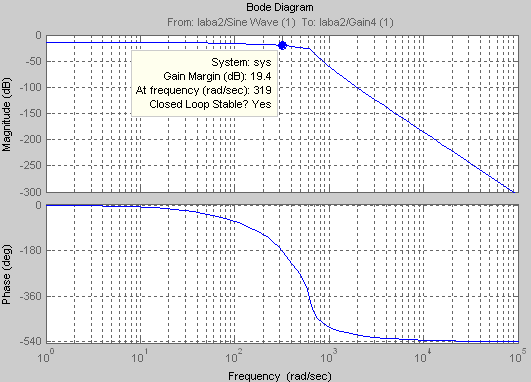 Bode Diagram
From: laba2/Sine Wave (1) To: laba2/Gain4 (1)
Magnitude (dB)
0
-50
-100
-150
-200
-250
-300
System: sys
Gain Margin (dB): 19.4
At frequency (rad/sec): 319
Closed Loop Stable? Yes
Phase (deg)
0
-180
-360
-540
10^0 10^1 10^2 10^3 10^4 10^5
Frequency (rad/sec)